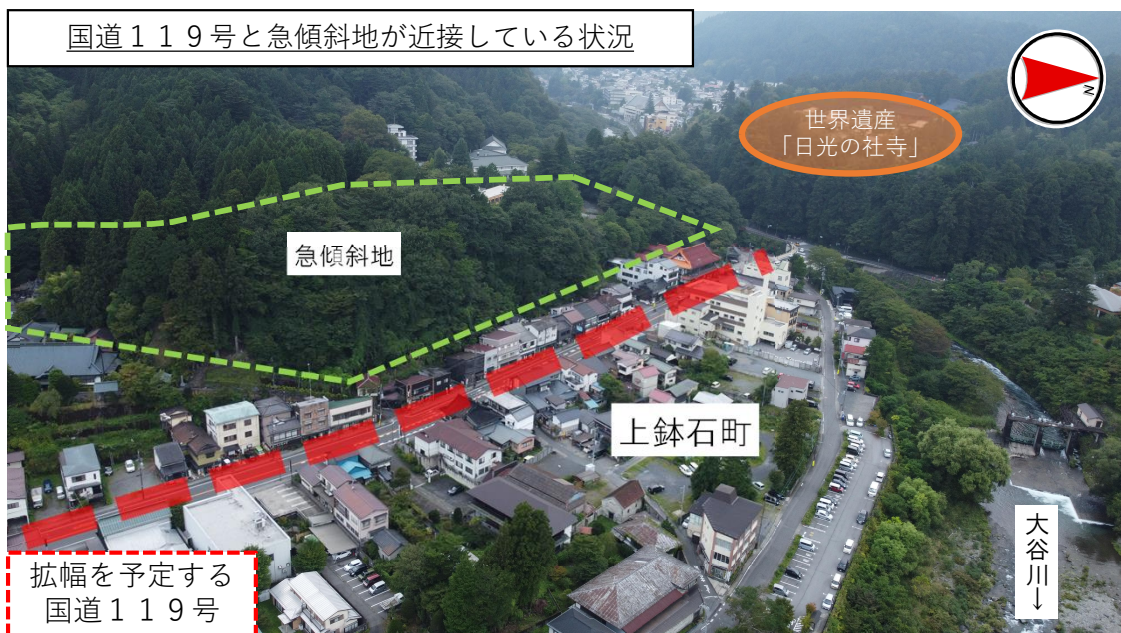 国道１１９号と急傾斜地が近接している状況
世界遺産
「日光の社寺」
N
急傾斜地
上鉢石町
拡幅を予定する
国道１１９号
大谷川↓